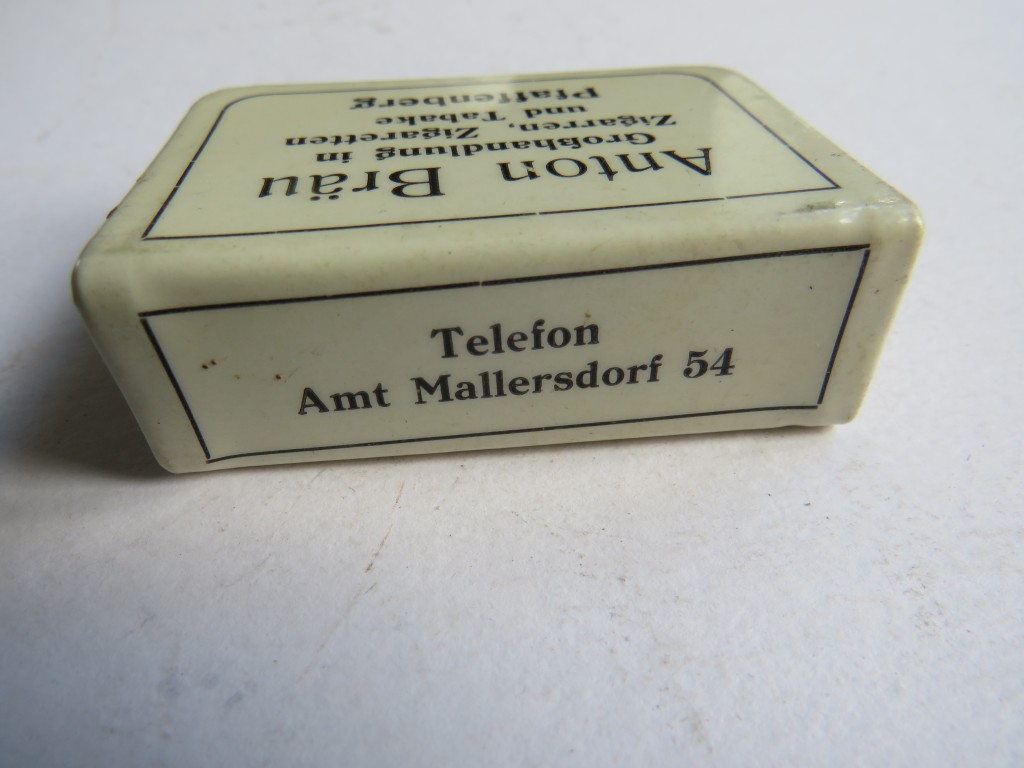 Anton Bräu
Großhandlung in
Zigarren, Zigaretten
und Tabake
Pfaffenberg
Telefon
Amt Mallersdorf 54